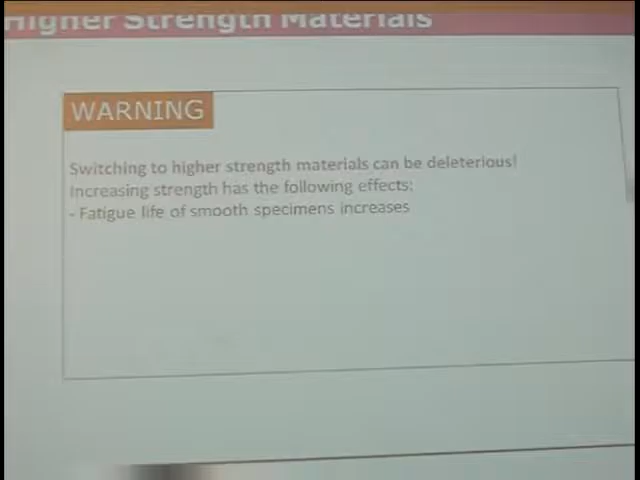 Higher Strength Materials
WARNING
Switching to higher strength materials can be deleterious!
Increasing strength has the following effects:
- Fatigue life of smooth specimens increases